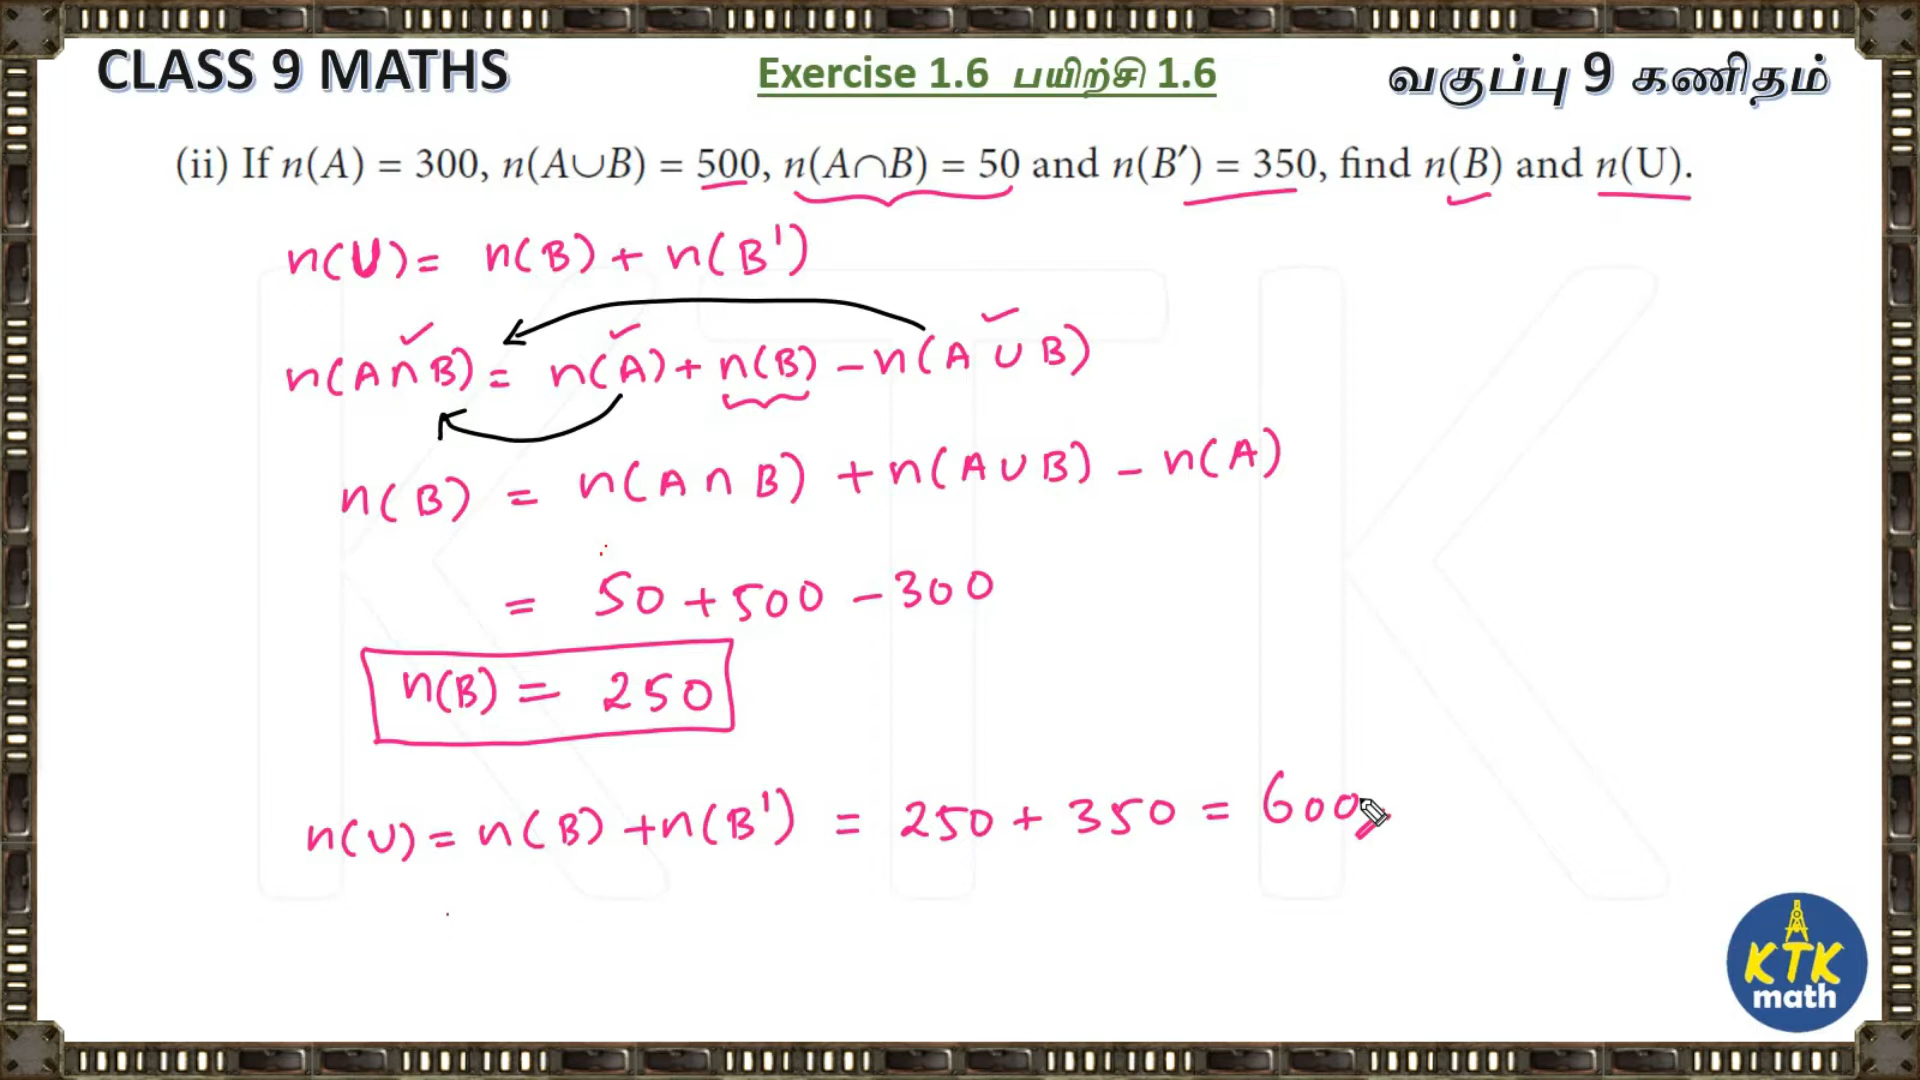 CLASS 9 MATHS
Exercise 1.6 பயிற்சி 1.6
வகுப்பு 9 கணிதம்
(ii) If n(A) = 300, n(A∪B) = 500, n(A∩B) = 50 and n(B′) = 350, find n(B) and n(U).
n(U) = n(B) + n(B')
n(A∩B) = n(A) + n(B) – n(A∪B)
n(B) = n(A∩B) + n(A∪B) – n(A)
= 50 + 500 – 300
n(B) = 250
n(U) = n(B) + n(B') = 250 + 350 = 600
KTK
math